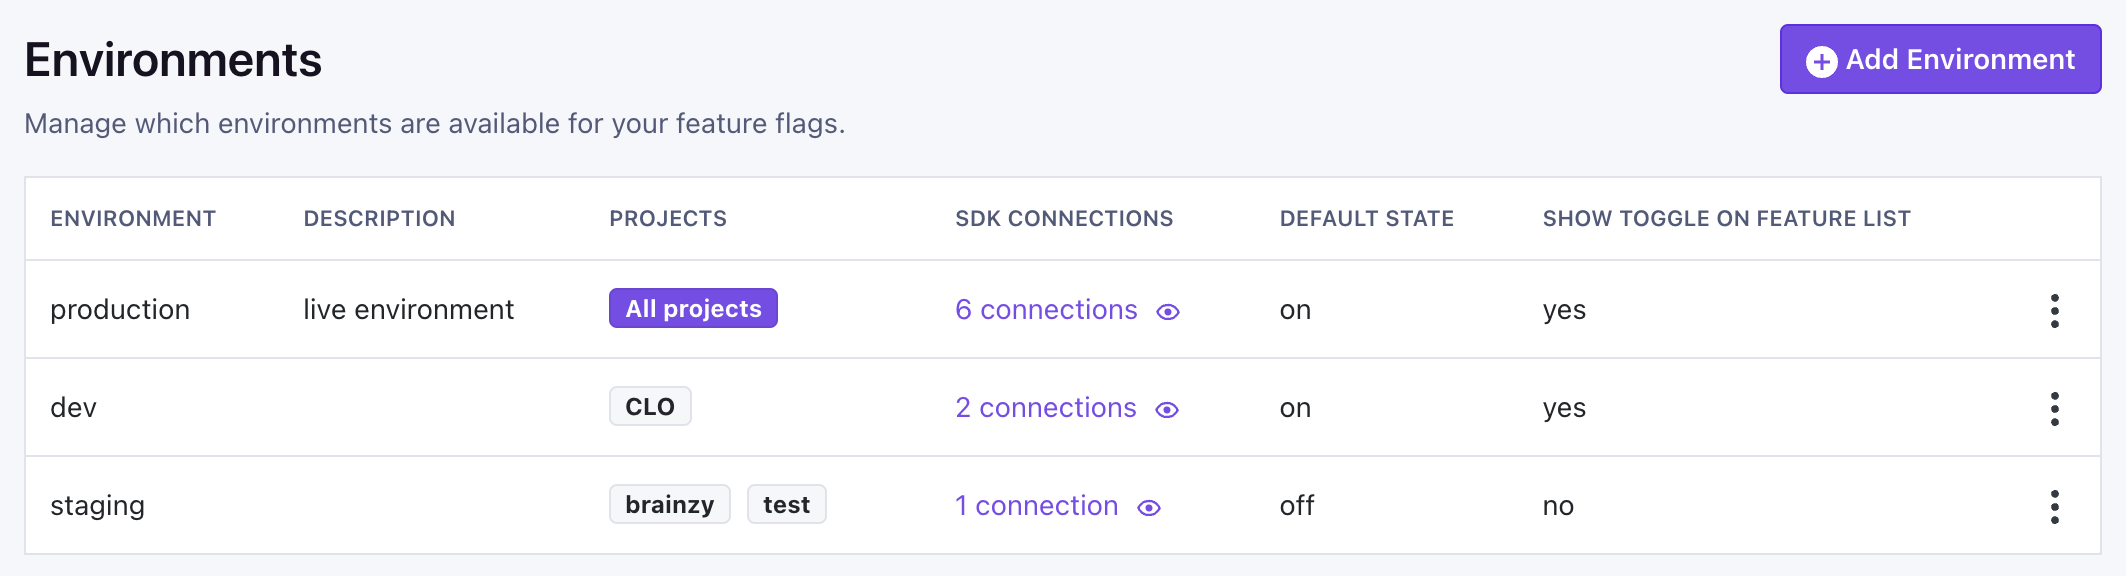 Environments
Add Environment
Manage which environments are available for your feature flags.
ENVIRONMENT DESCRIPTION PROJECTS SDK CONNECTIONS DEFAULT STATE SHOW TOGGLE ON FEATURE LIST
production live environment All projects 6 connections on yes
dev CLO 2 connections on yes
staging brainzy test 1 connection off no